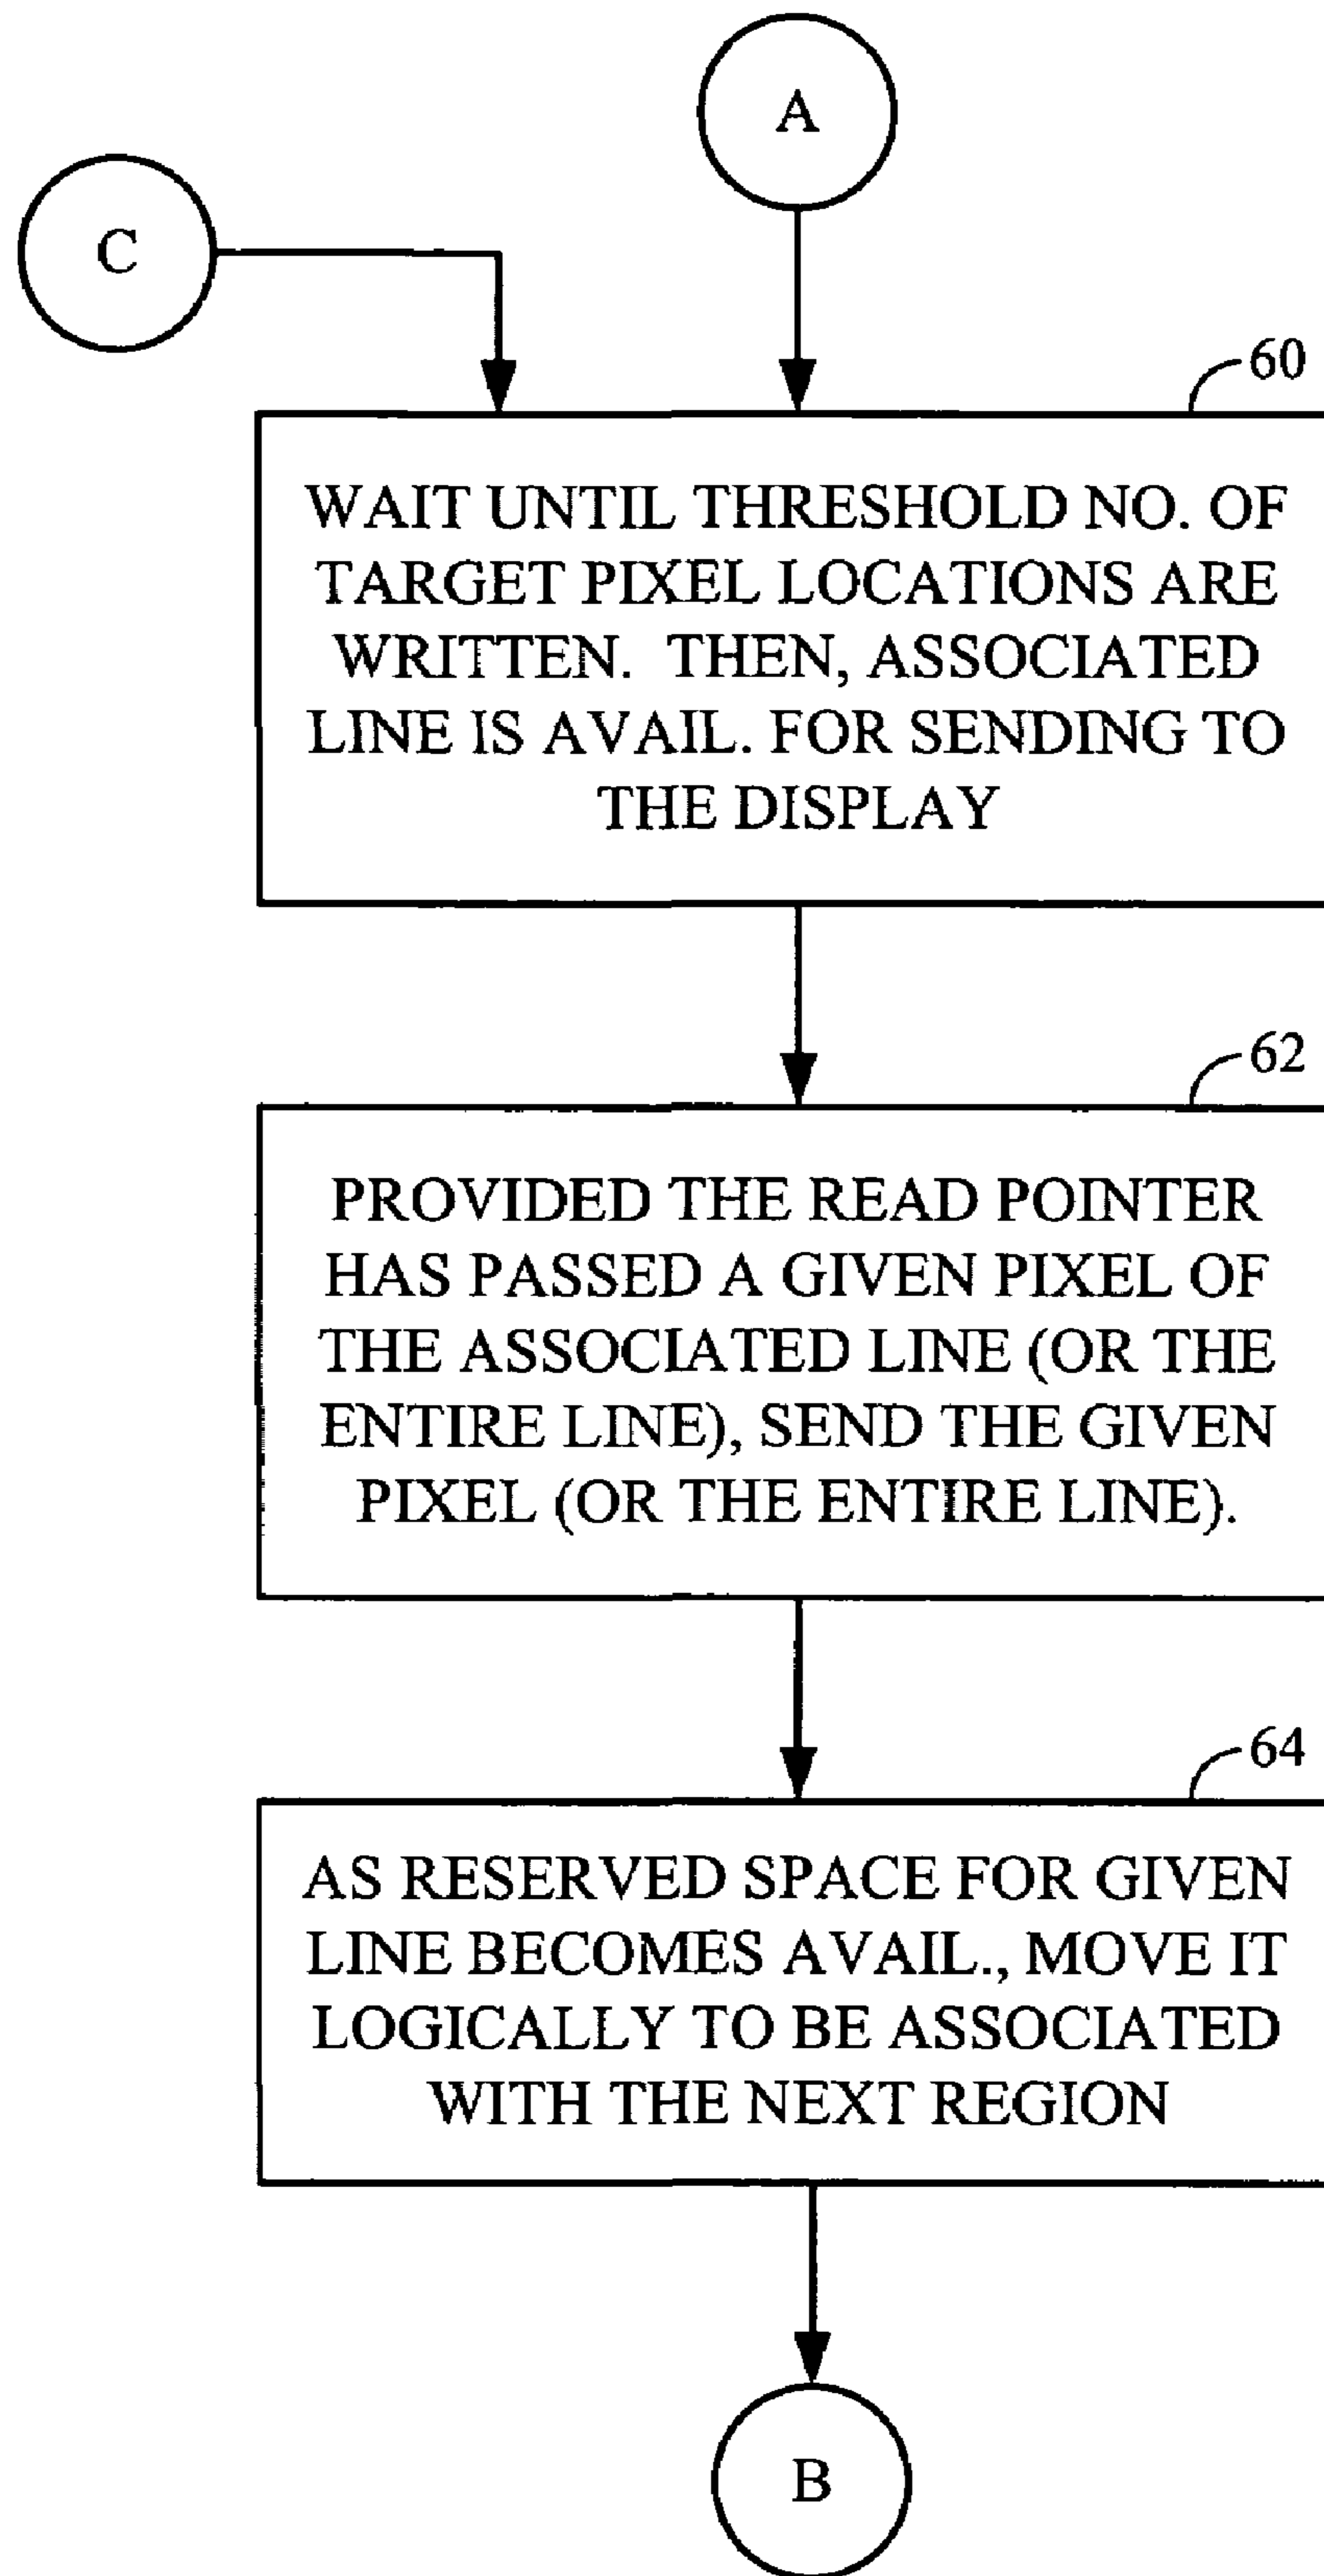 A
C
60
WAIT UNTIL THRESHOLD NO. OF
TARGET PIXEL LOCATIONS ARE
WRITTEN. THEN, ASSOCIATED
LINE IS AVAIL. FOR SENDING TO
THE DISPLAY
62
PROVIDED THE READ POINTER
HAS PASSED A GIVEN PIXEL OF
THE ASSOCIATED LINE (OR THE
ENTIRE LINE), SEND THE GIVEN
PIXEL (OR THE ENTIRE LINE).
64
AS RESERVED SPACE FOR GIVEN
LINE BECOMES AVAIL., MOVE IT
LOGICALLY TO BE ASSOCIATED
WITH THE NEXT REGION
B